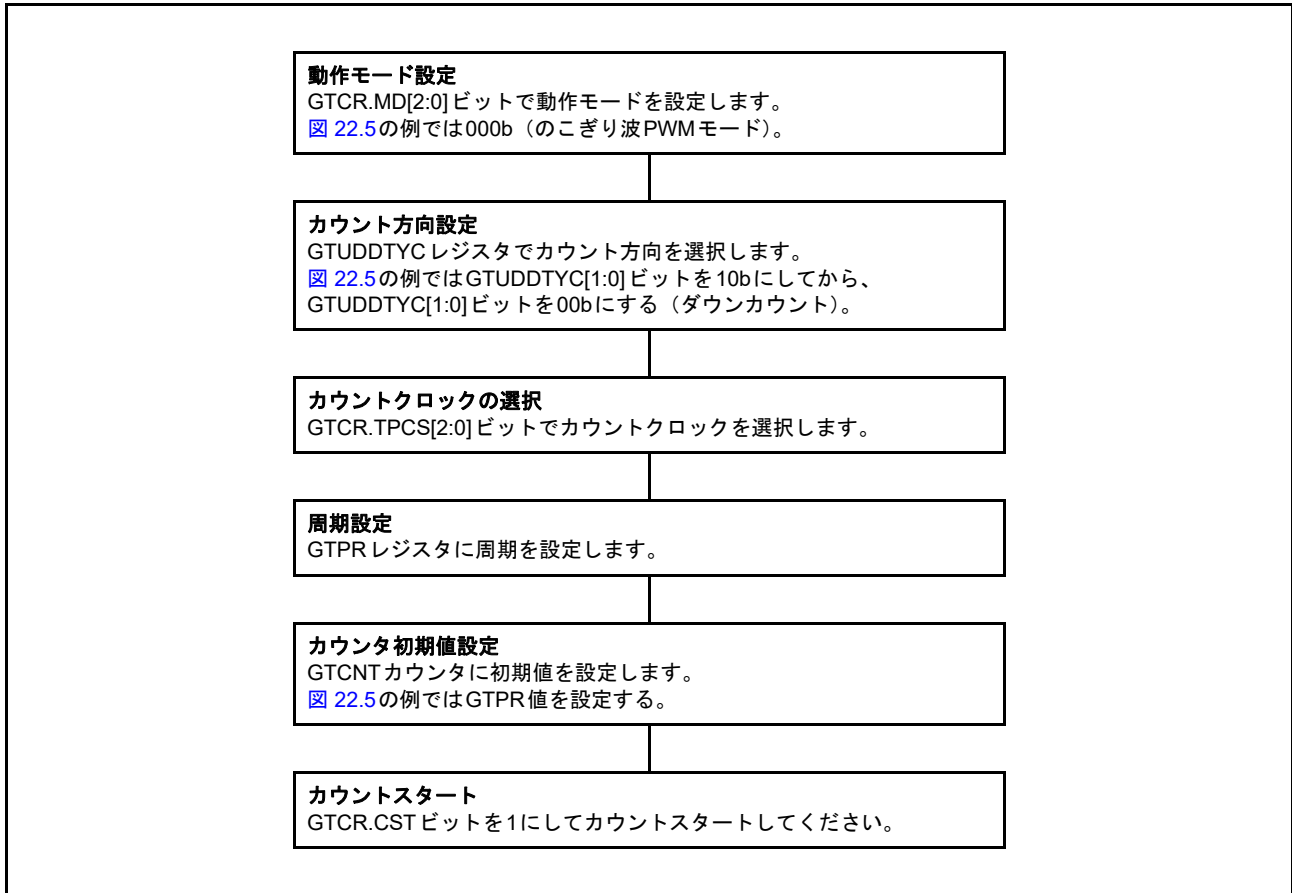 動作モード設定
GTCR.MD[2:0]ビットで動作モードを設定します。
図 22.5の例では000b（のこぎり波PWMモード）。
カウント方向設定
GTUDDTYCレジスタでカウント方向を選択します。
図 22.5の例ではGTUDDTYC[1:0]ビットを10bにしてから、
GTUDDTYC[1:0]ビットを00bにする（ダウンカウント）。
カウントクロックの選択
GTCR.TPCS[2:0]ビットでカウントクロックを選択します。
周期設定
GTPRレジスタに周期を設定します。
カウンタ初期値設定
GTCNTカウンタに初期値を設定します。
図 22.5の例ではGTPR値を設定する。
カウントスタート
GTCR.CSTビットを1にしてカウントスタートしてください。